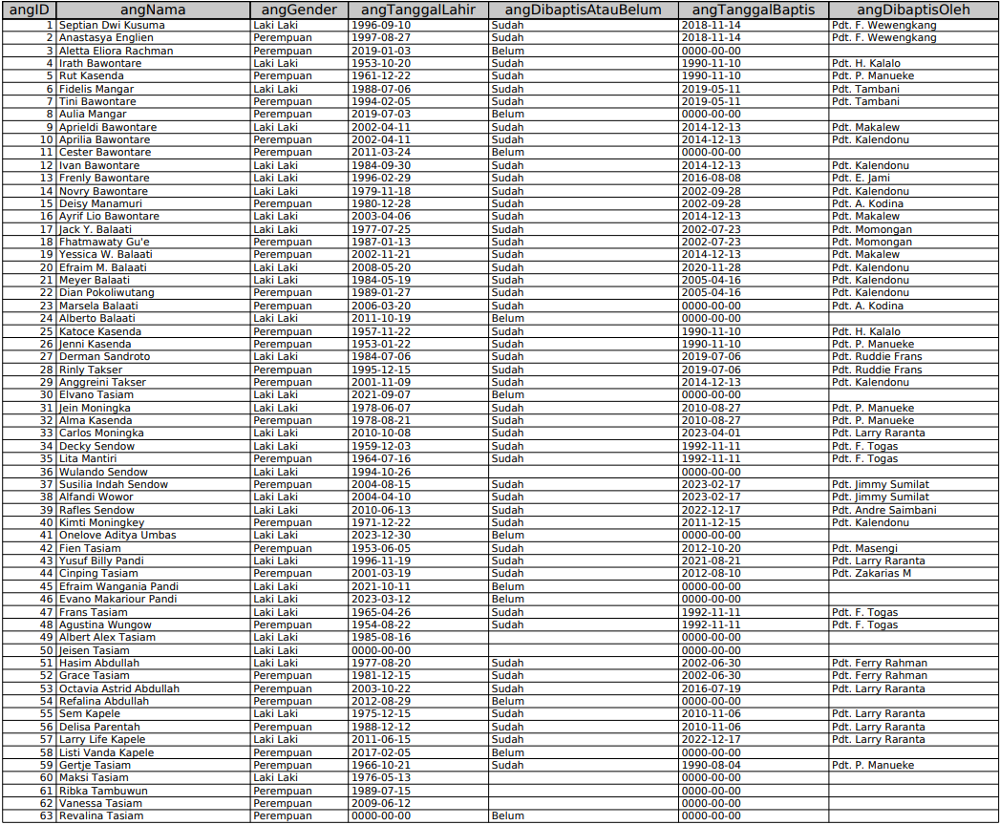 angID angNama angGender angTanggalLahir angDibaptisAtauBelum angTanggalBaptis angDibaptisOleh
1 Septian Dwi Kusuma Laki Laki 1996-09-10 Sudah 2018-11-14 Pdt. F. Wewengkang
2 Anastasya Englien Perempuan 1997-08-27 Sudah 2018-11-14 Pdt. F. Wewengkang
3 Aletta Eliora Rachman Perempuan 2019-01-03 Belum 0000-00-00
4 Irath Bawontare Laki Laki 1953-10-20 Sudah 1990-11-10 Pdt. H. Kalalo
5 Rut Kasenda Perempuan 1961-12-22 Sudah 1990-11-10 Pdt. P. Manueke
6 Fidelis Mangar Laki Laki 1988-07-06 Sudah 2019-05-11 Pdt. Tambani
7 Tini Bawontare Perempuan 1994-02-05 Sudah 2019-05-11 Pdt. Tambani
8 Aulia Mangar Perempuan 2019-07-03 Belum 0000-00-00
9 Aprieldi Bawontare Laki Laki 2002-04-11 Sudah 2014-12-13 Pdt. Makalew
10 Aprilia Bawontare Perempuan 2002-04-11 Sudah 2014-12-13 Pdt. Kalendonu
11 Cester Bawontare Perempuan 2011-03-24 Belum 0000-00-00
12 Ivan Bawontare Laki Laki 1984-09-30 Sudah 2014-12-13 Pdt. Kalendonu
13 Frenly Bawontare Laki Laki 1996-02-29 Sudah 2016-08-08 Pdt. E. Jami
14 Novry Bawontare Laki Laki 1979-11-18 Sudah 2002-09-28 Pdt. Kalendonu
15 Deisy Manamuri Perempuan 1980-12-28 Sudah 2002-09-28 Pdt. A. Kodina
16 Ayrif Lio Bawontare Laki Laki 2003-04-06 Sudah 2014-12-13 Pdt. Makalew
17 Jack Y. Balaati Laki Laki 1977-07-25 Sudah 2002-07-23 Pdt. Momongan
18 Fhatmawaty Gu'e Perempuan 1987-01-13 Sudah 2002-07-23 Pdt. Momongan
19 Yessica W. Balaati Perempuan 2002-11-21 Sudah 2014-12-13 Pdt. Makalew
20 Efraim M. Balaati Laki Laki 2008-05-20 Sudah 2020-11-28 Pdt. Kalendonu
21 Meyer Balaati Laki Laki 1984-05-19 Sudah 2005-04-16 Pdt. Kalendonu
22 Dian Pokoliwutang Perempuan 1989-01-27 Sudah 2005-04-16 Pdt. Kalendonu
23 Marsela Balaati Perempuan 2006-03-20 Sudah 0000-00-00 Pdt. A. Kodina
24 Alberto Balaati Laki Laki 2011-10-19 Belum 0000-00-00
25 Katoce Kasenda Perempuan 1957-11-22 Sudah 1990-11-10 Pdt. H. Kalalo
26 Jenni Kasenda Perempuan 1953-01-22 Sudah 1990-11-10 Pdt. P. Manueke
27 Derman Sandroto Laki Laki 1984-07-06 Sudah 2019-07-06 Pdt. Ruddie Frans
28 Rinly Takser Perempuan 1995-12-15 Sudah 2019-07-06 Pdt. Ruddie Frans
29 Anggreini Takser Perempuan 2001-11-09 Sudah 2014-12-13 Pdt. Kalendonu
30 Elvano Tasiam Laki Laki 2021-09-07 Belum 0000-00-00
31 Jein Moningka Laki Laki 1978-06-07 Sudah 2010-08-27 Pdt. P. Manueke
32 Alma Kasenda Perempuan 1978-08-21 Sudah 2010-08-27 Pdt. P. Manueke
33 Carlos Moningka Laki Laki 2010-10-08 Sudah 2023-04-01 Pdt. Larry Raranta
34 Decky Sendow Laki Laki 1959-12-03 Sudah 1992-11-11 Pdt. F. Togas
35 Lita Mantiri Perempuan 1964-07-16 Sudah 1992-11-11 Pdt. F. Togas
36 Wulando Sendow Laki Laki 1994-10-26 0000-00-00
37 Susilia Indah Sendow Perempuan 2004-08-15 Sudah 2023-02-17 Pdt. Jimmy Sumilat
38 Alfandi Wowor Laki Laki 2004-04-10 Sudah 2023-02-17 Pdt. Jimmy Sumilat
39 Rafles Sendow Laki Laki 2010-06-13 Sudah 2022-12-17 Pdt. Andre Saimbani
40 Kimti Moningkey Perempuan 1971-12-22 Sudah 2011-12-15 Pdt. Kalendonu
41 Onelove Aditya Umbas Laki Laki 2023-12-30 Belum 0000-00-00
42 Fien Tasiam Perempuan 1953-06-05 Sudah 2012-10-20 Pdt. Masengi
43 Yusuf Billy Pandi Laki Laki 1996-11-19 Sudah 2021-08-21 Pdt. Larry Raranta
44 Cinping Tasiam Perempuan 2001-03-19 Sudah 2012-08-10 Pdt. Zakarias M
45 Efraim Wangania Pandi Laki Laki 2021-10-11 Belum 0000-00-00
46 Evano Makariour Pandi Laki Laki 2023-03-12 Belum 0000-00-00
47 Frans Tasiam Laki Laki 1965-04-26 Sudah 1992-11-11 Pdt. F. Togas
48 Agustina Wungow Perempuan 1954-08-22 Sudah 1992-11-11 Pdt. F. Togas
49 Albert Alex Tasiam Laki Laki 1985-08-16 0000-00-00
50 Jeisen Tasiam Laki Laki 0000-00-00 0000-00-00
51 Hasim Abdullah Laki Laki 1977-08-20 Sudah 2002-06-30 Pdt. Ferry Rahman
52 Grace Tasiam Perempuan 1981-12-15 Sudah 2002-06-30 Pdt. Ferry Rahman
53 Octavia Astrid Abdullah Perempuan 2003-10-22 Sudah 2016-07-19 Pdt. Larry Raranta
54 Refalina Abdullah Perempuan 2012-08-29 Belum 0000-00-00
55 Sem Kapele Laki Laki 1975-12-15 Sudah 2010-11-06 Pdt. Larry Raranta
56 Delisa Parentah Perempuan 1988-12-12 Sudah 2010-11-06 Pdt. Larry Raranta
57 Larry Life Kapele Laki Laki 2011-06-15 Sudah 2022-12-17 Pdt. Larry Raranta
58 Listi Vanda Kapele Perempuan 2017-02-05 Belum 0000-00-00
59 Gertje Tasiam Perempuan 1966-10-21 Sudah 1990-08-04 Pdt. P. Manueke
60 Maksi Tasiam Laki Laki 1976-05-13 0000-00-00
61 Ribka Tambuwun Perempuan 1989-07-15 0000-00-00
62 Vanessa Tasiam Perempuan 2009-06-12 0000-00-00
63 Revalina Tasiam Perempuan 0000-00-00 Belum 0000-00-00